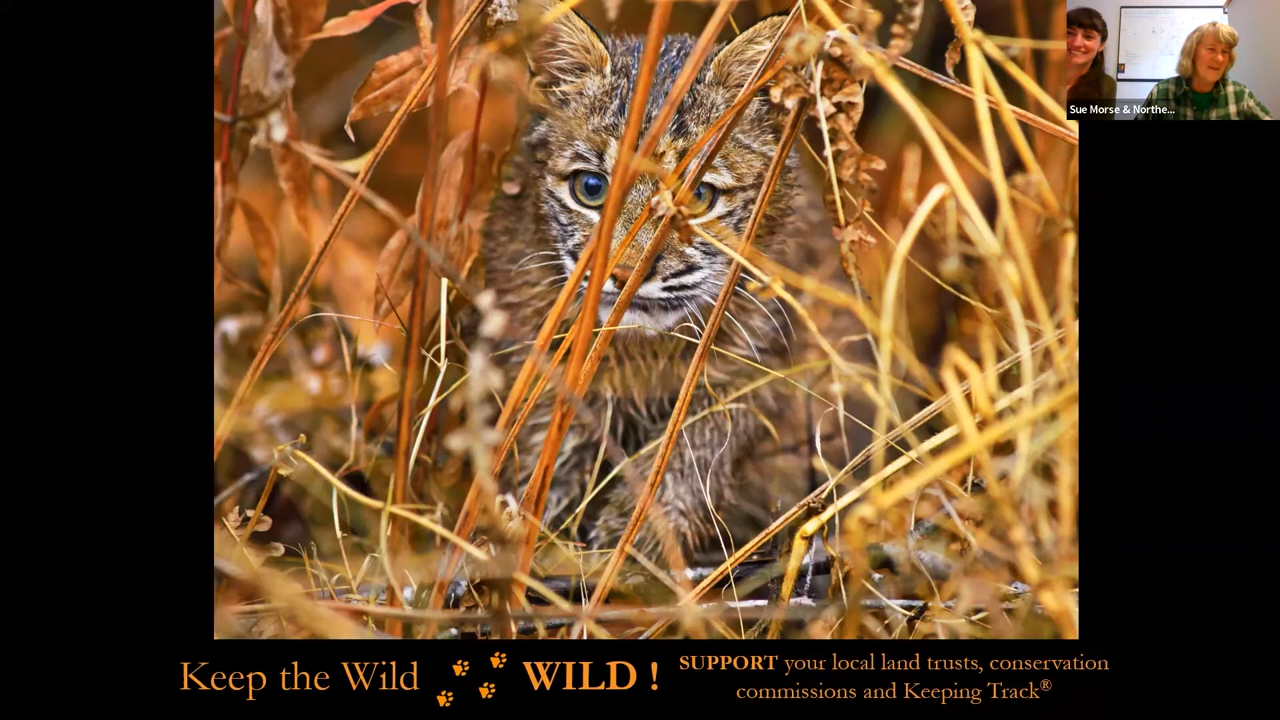 Sue Morse & Northe...
Keep the Wild WILD !
SUPPORT your local land trusts, conservation
commissions and Keeping Track®